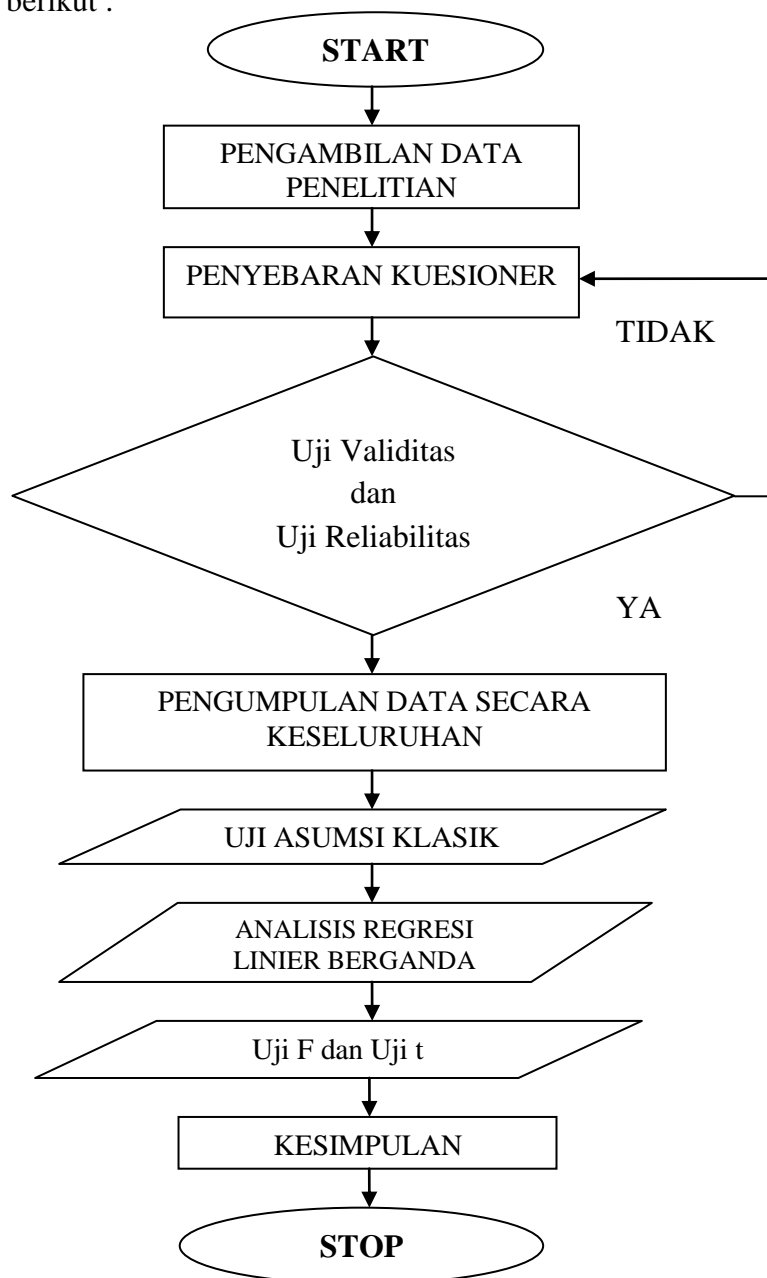 berikut :
START
PENGAMBILAN DATA
PENELITIAN
PENYEBARAN KUESIONER
TIDAK
Uji Validitas
dan
Uji Reliabilitas
YA
PENGUMPULAN DATA SECARA
KESELURUHAN
UJI ASUMSI KLASIK
ANALISIS REGRESI
LINIER BERGANDA
Uji F dan Uji t
KESIMPULAN
STOP